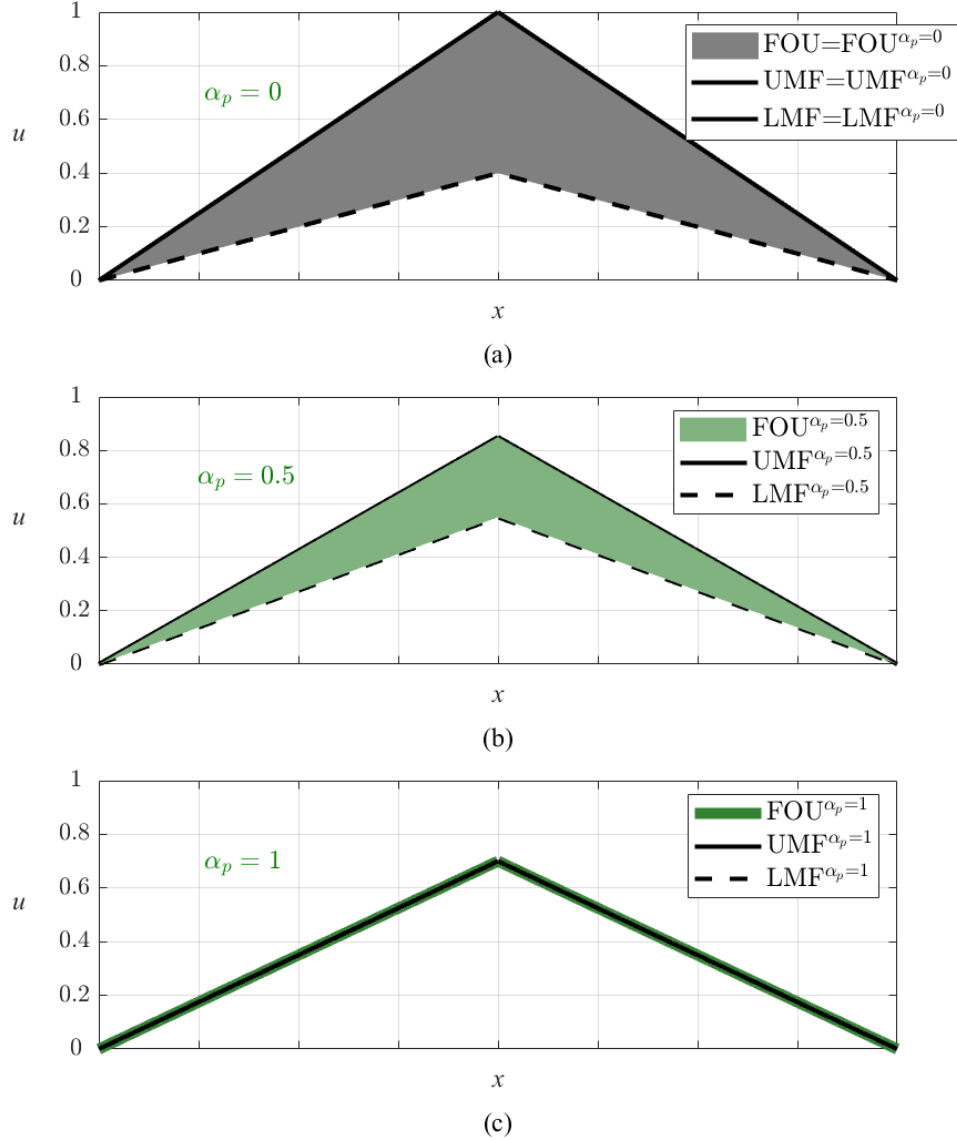 1
0.8
0.6
0.4
0.2
0
u
α_p = 0
FOU=FOU^{α_p=0}
UMF=UMF^{α_p=0}
LMF=LMF^{α_p=0}
x
(a)
1
0.8
0.6
0.4
0.2
0
u
α_p = 0.5
FOU^{α_p=0.5}
UMF^{α_p=0.5}
LMF^{α_p=0.5}
x
(b)
1
0.8
0.6
0.4
0.2
0
u
α_p = 1
FOU^{α_p=1}
UMF^{α_p=1}
LMF^{α_p=1}
x
(c)